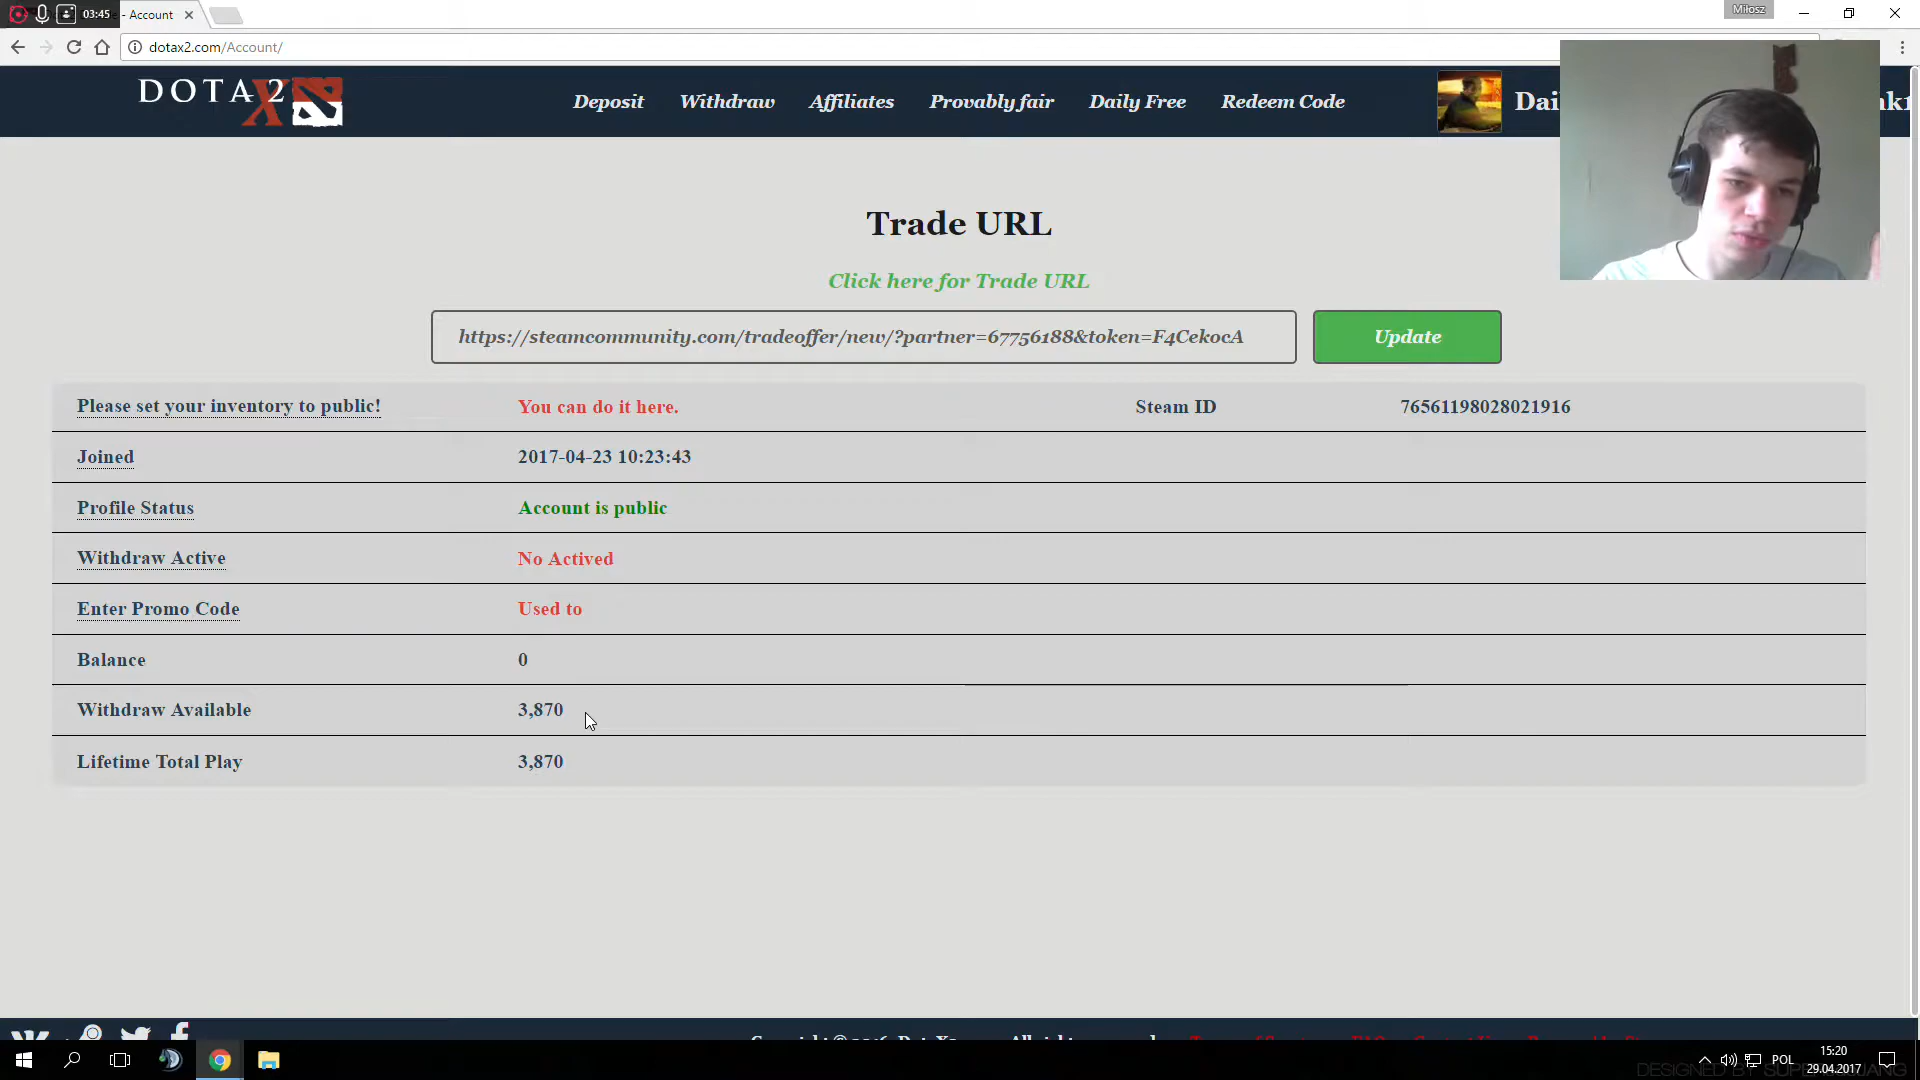 03:45
- Account
Miłosz
dotax2.com/Account/
DOTA X 2
Deposit
Withdraw
Affiliates
Provably fair
Daily Free
Redeem Code
Trade URL
Click here for Trade URL
https://steamcommunity.com/tradeoffer/new/?partner=67756188&token=F4CekocA
Update
Please set your inventory to public!
You can do it here.
Steam ID
76561198028021916
Joined
2017-04-23 10:23:43
Profile Status
Account is public
Withdraw Active
No Actived
Enter Promo Code
Used to
Balance
0
Withdraw Available
3,870
Lifetime Total Play
3,870
POL
15:20
29.04.2017
DESIGNED BY